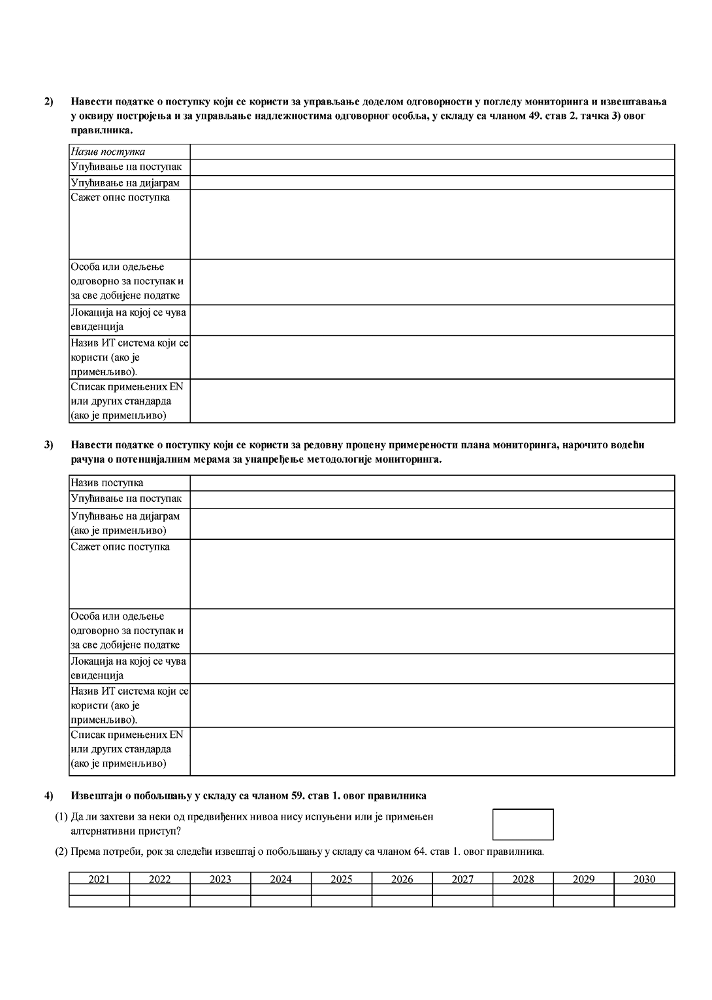 2) Навести податке о поступку који се користи за управљање доделом одговорности у погледу мониторинга и извештавања
у оквиру постројења и за управљање надлежностима одговорног особља, у складу са чланом 49. став 2. тачка 3) овог
правилника.
Назив поступка
Упућивање на поступак
Упућивање на дијаграм
Сажет опис поступка
Особа или одељење
одговорно за поступак и
за све добијене податке
Локација на којој се чува
евиденција
Назив ИТ система који се
користи (ако је
применљиво).
Списак примењених EN
или других стандарда
(ако је применљиво)
3) Навести податке о поступку који се користи за редовну процену примерености плана мониторинга, нарочито водећи
рачуна о потенцијалним мерама за унапређење методологије мониторинга.
Назив поступка
Упућивање на поступак
Упућивање на дијаграм
(ако је применљиво)
Сажет опис поступка
Особа или одељење
одговорно за поступак и
за све добијене податке
Локација на којој се чува
евиденција
Назив ИТ система који се
користи (ако је
применљиво).
Списак примењених EN
или других стандарда
(ако је применљиво)
4) Извештаји о побољшању у складу са чланом 59. став 1. овог правилника
(1) Да ли захтеви за неки од предвиђених нивоа нису испуњени или је примењен
алтернативни приступ?
(2) Према потреби, рок за следећи извештај о побољшању у складу са чланом 64. став 1. овог правилника.
2021 2022 2023 2024 2025 2026 2027 2028 2029 2030